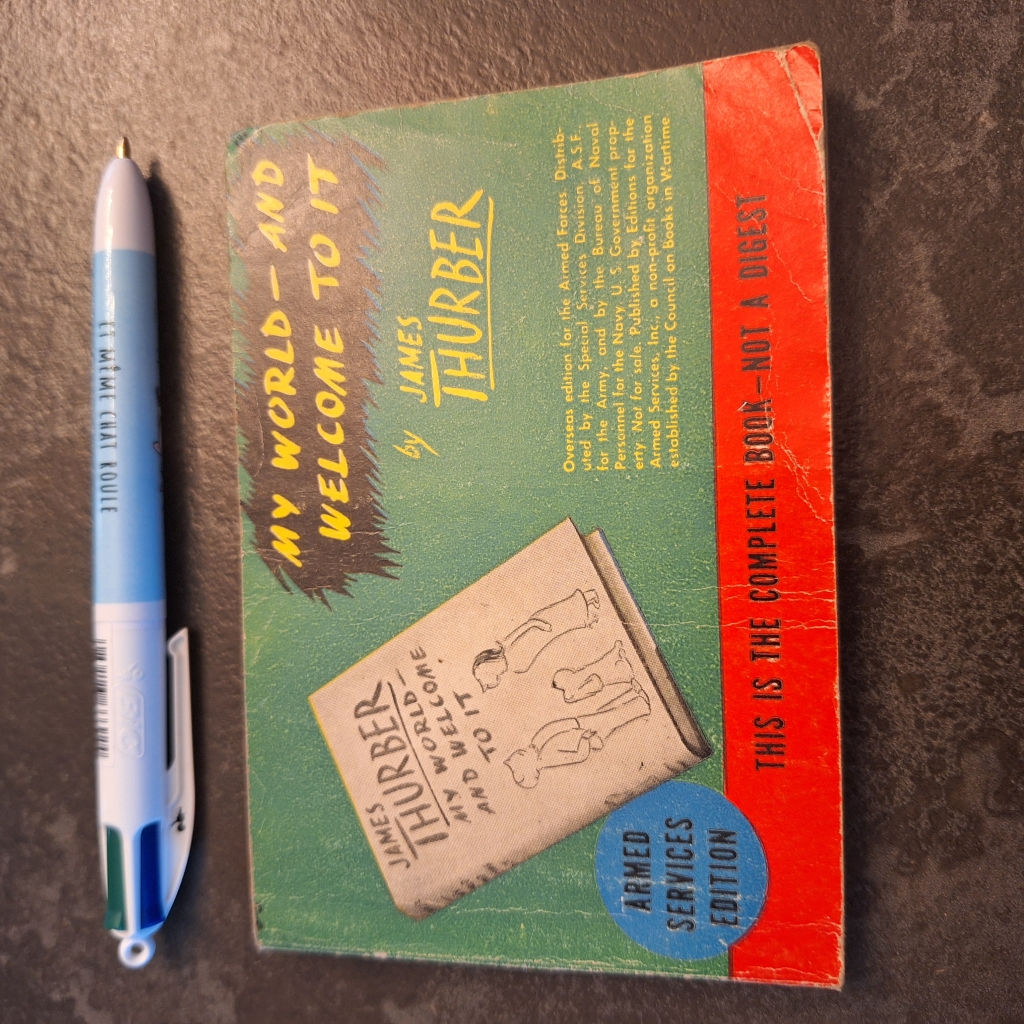 MY WORLD—AND
WELCOME TO IT
by
JAMES
THURBER
Overseas edition for the Armed Forces. Distrib-
uted by the Special Services Division, A.S.F.,
for the Army, and by the Bureau of Naval
Personnel for the Navy. U. S. Government prop-
erty. Not for sale. Published by Editions for the
Armed Services, Inc., a non-profit organization
established by the Council on Books in Wartime.
JAMES
THURBER
MY WORLD—
AND WELCOME
TO IT
ARMED
SERVICES
EDITION
THIS IS THE COMPLETE BOOK—NOT A DIGEST
LE MÊME CHAT ROULE
BIC